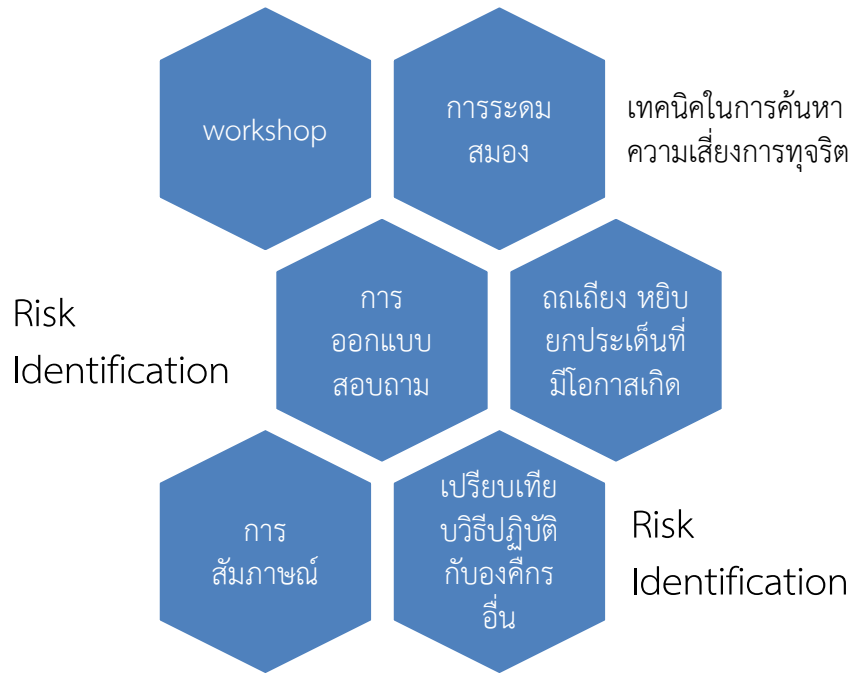 workshop
การระดม
สมอง
เทคนิคในการค้นหา
ความเสี่ยงการทุจริต
Risk
Identification
การ
ออกแบบ
สอบถาม
ถถเถียง หยิบ
ยกประเด็นที่
มีโอกาสเกิด
การ
สัมภาษณ์
เปรียบเทีย
บวิธีปฏิบัติ
กับองคืกร
อื่น
Risk
Identification